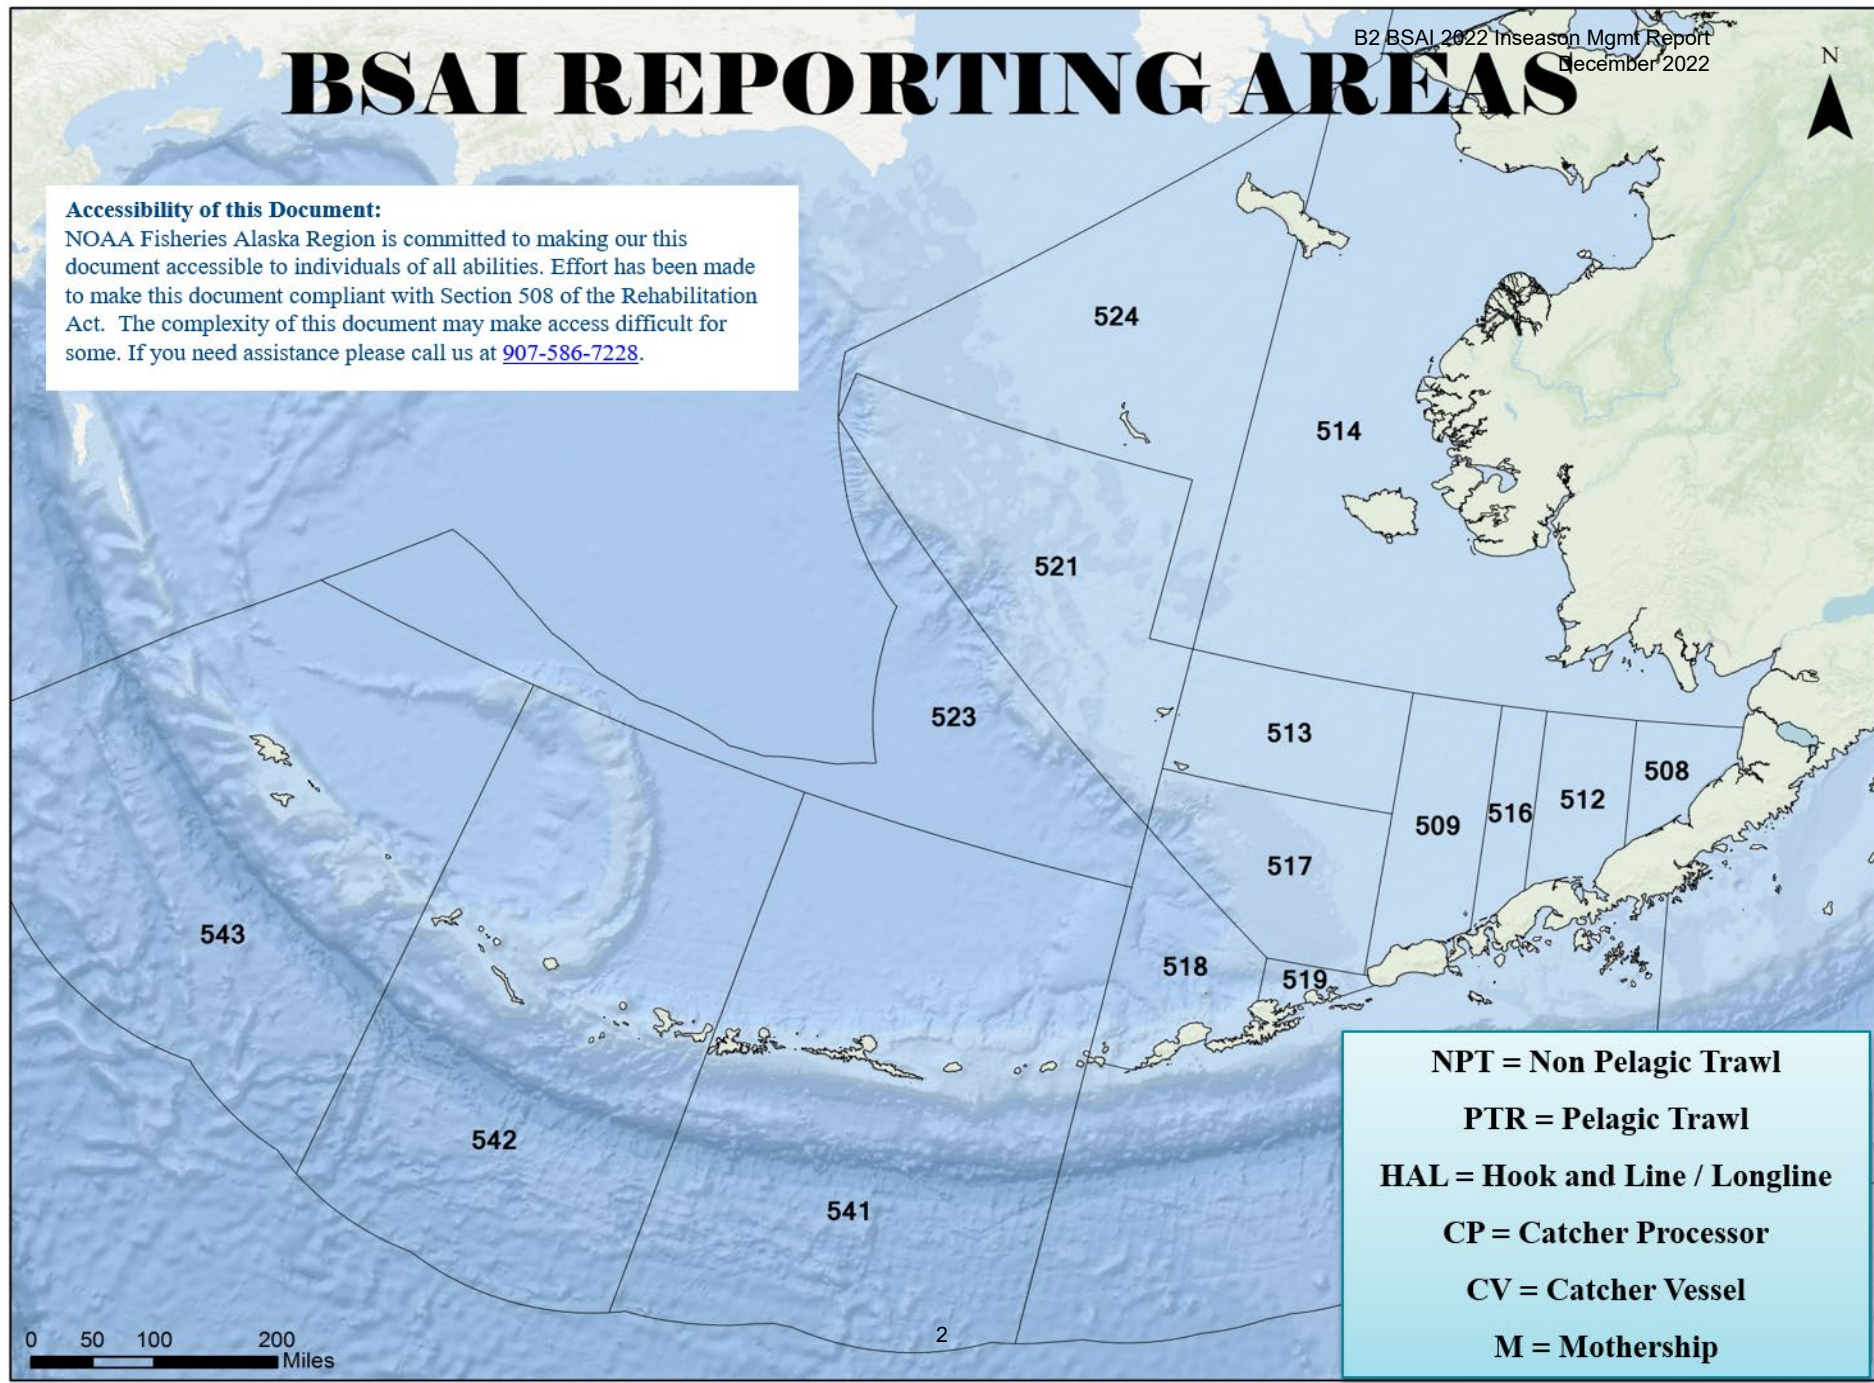 B2 BSAI 2022 Inseason Mgmt Report
December 2022
BSAI REPORTING AREAS
N
Accessibility of this Document:
NOAA Fisheries Alaska Region is committed to making our this
document accessible to individuals of all abilities. Effort has been made
to make this document compliant with Section 508 of the Rehabilitation
Act.  The complexity of this document may make access difficult for
some. If you need assistance please call us at 907-586-7228.
524
514
521
523
513
508
512
516
509
517
543
518
519
542
541
NPT = Non Pelagic Trawl
PTR = Pelagic Trawl
HAL = Hook and Line / Longline
CP = Catcher Processor
CV = Catcher Vessel
M = Mothership
0 50 100 200
Miles
2